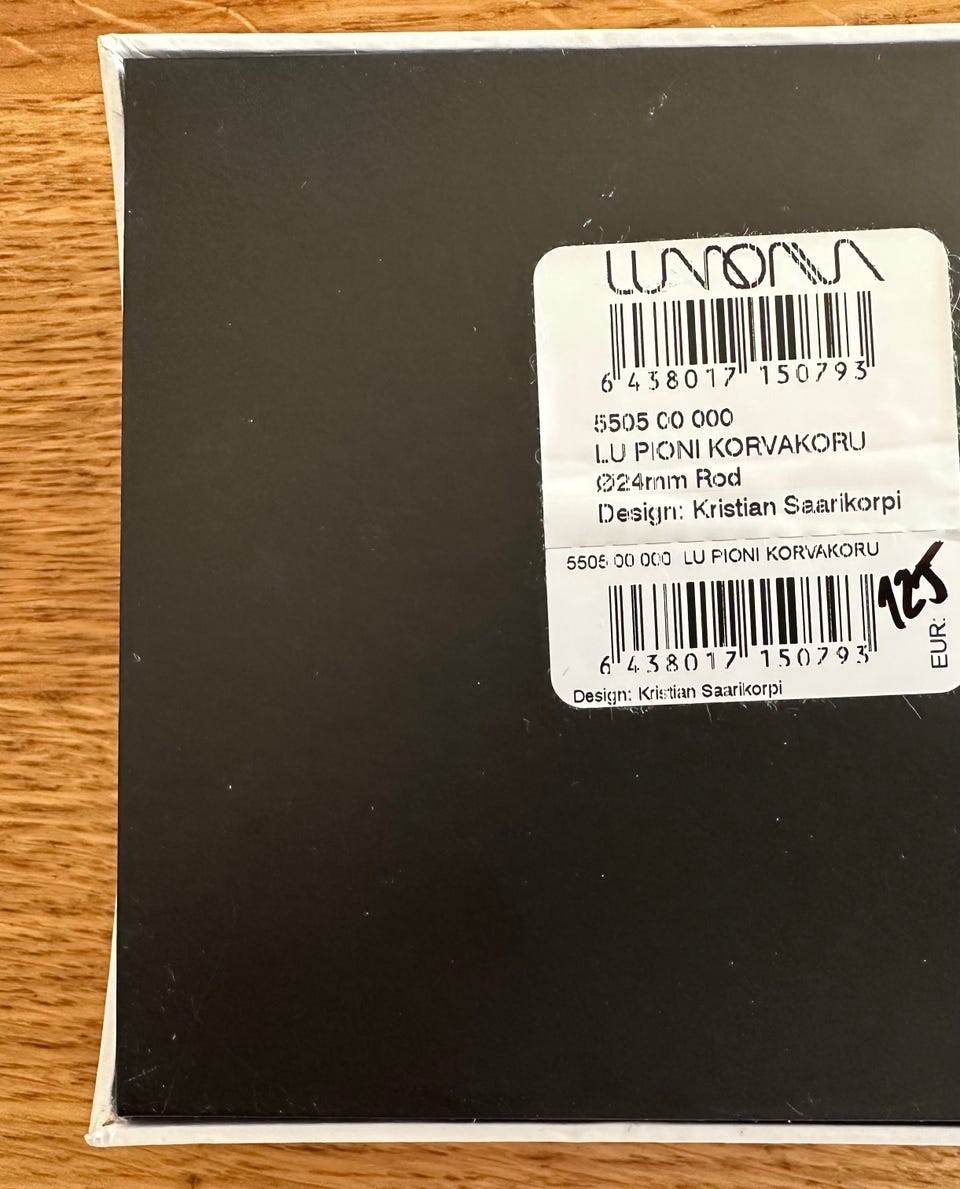 LUMOAVA
6 438017 150793
5505 00 000
LU PIONI KORVAKORU
Ø24mm Rod
Design: Kristian Saarikorpi
5505 00 000 LU PIONI KORVAKORU
125
EUR:
6 438017 150793
Design: Kristian Saarikorpi